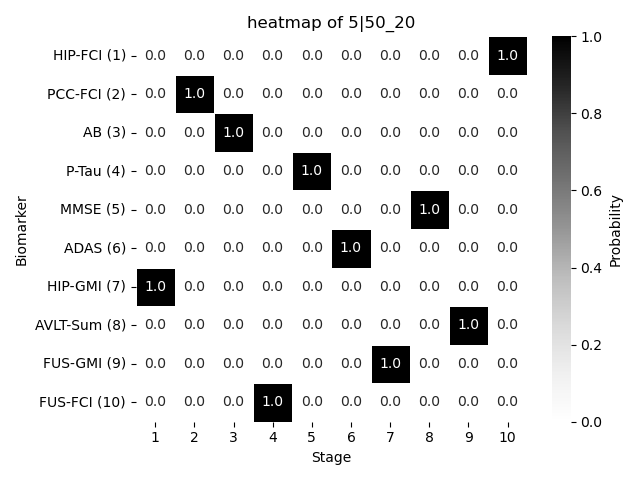 heatmap of 5|50_20
HIP-FCI (1) 0.0 0.0 0.0 0.0 0.0 0.0 0.0 0.0 0.0 1.0
PCC-FCI (2) 0.0 1.0 0.0 0.0 0.0 0.0 0.0 0.0 0.0 0.0
AB (3) 0.0 0.0 1.0 0.0 0.0 0.0 0.0 0.0 0.0 0.0
P-Tau (4) 0.0 0.0 0.0 0.0 1.0 0.0 0.0 0.0 0.0 0.0
MMSE (5) 0.0 0.0 0.0 0.0 0.0 0.0 0.0 1.0 0.0 0.0
ADAS (6) 0.0 0.0 0.0 0.0 0.0 1.0 0.0 0.0 0.0 0.0
HIP-GMI (7) 1.0 0.0 0.0 0.0 0.0 0.0 0.0 0.0 0.0 0.0
AVLT-Sum (8) 0.0 0.0 0.0 0.0 0.0 0.0 0.0 0.0 1.0 0.0
FUS-GMI (9) 0.0 0.0 0.0 0.0 0.0 0.0 1.0 0.0 0.0 0.0
FUS-FCI (10) 0.0 0.0 0.0 1.0 0.0 0.0 0.0 0.0 0.0 0.0
1 2 3 4 5 6 7 8 9 10
Stage
Biomarker
1.0
0.8
0.6
0.4
0.2
0.0
Probability